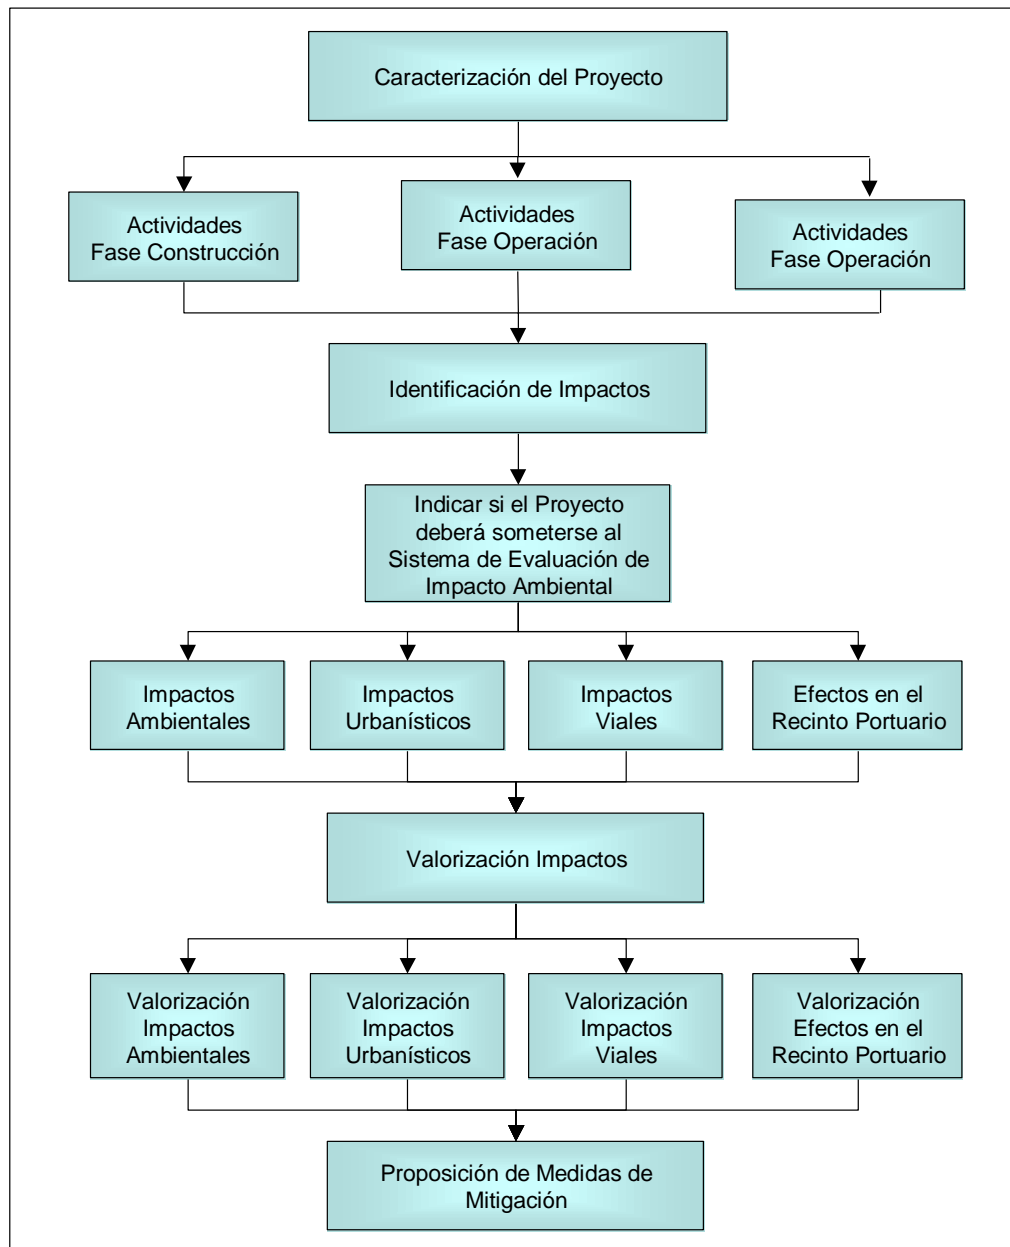 Caracterización del Proyecto
Actividades
Fase Construcción
Actividades
Fase Operación
Actividades
Fase Operación
Identificación de Impactos
Indicar si el Proyecto
deberá someterse al
Sistema de Evaluación de
Impacto Ambiental
Impactos
Ambientales
Impactos
Urbanísticos
Impactos
Viales
Efectos en el
Recinto Portuario
Valorización Impactos
Valorización
Impactos
Ambientales
Valorización
Impactos
Urbanísticos
Valorización
Impactos
Viales
Valorización
Efectos en el
Recinto Portuario
Proposición de Medidas de
Mitigación